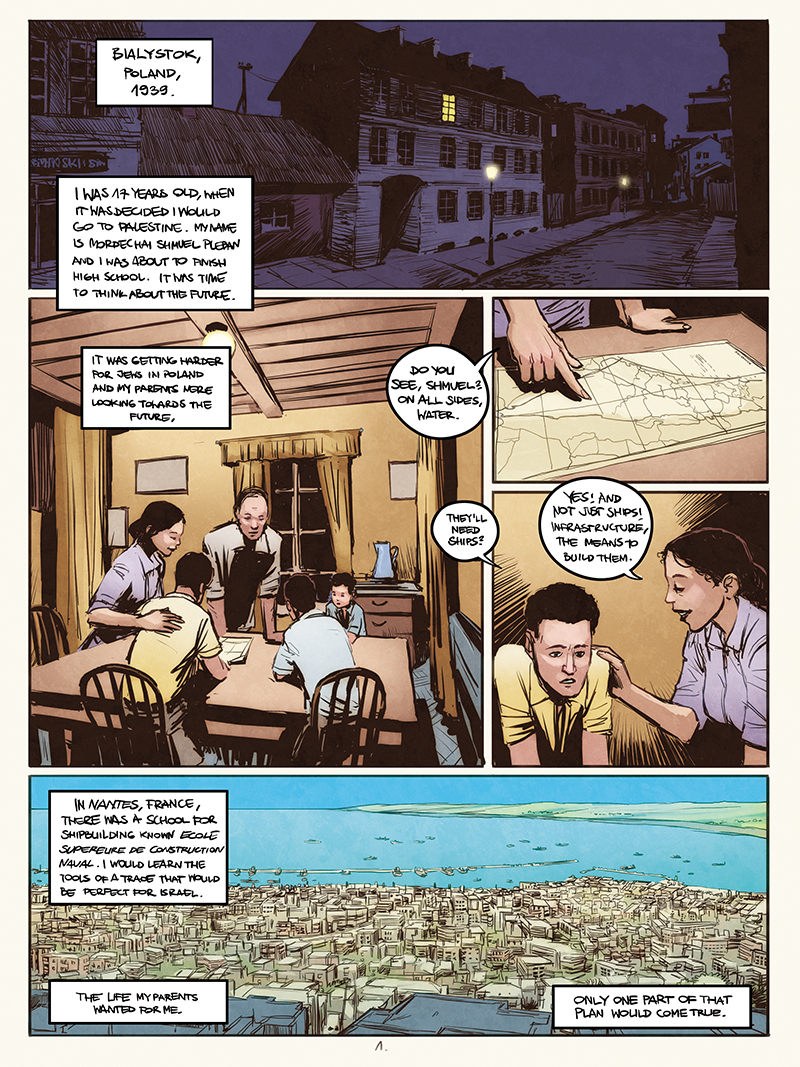 BIALYSTOK,
POLAND,
1939.
I WAS 17 YEARS OLD, WHEN
IT WAS DECIDED I WOULD
GO TO PALESTINE. MY NAME
IS MORDECHAI SHMUEL PLEBAN
AND I WAS ABOUT TO FINISH
HIGH SCHOOL. IT WAS TIME
TO THINK ABOUT THE FUTURE.
IT WAS GETTING HARDER
FOR JEWS IN POLAND
AND MY PARENTS WERE
LOOKING TOWARDS THE
FUTURE,
DO YOU
SEE, SHMUEL?
ON ALL SIDES,
WATER.
THEY'LL
NEED
SHIPS?
YES! AND
NOT JUST SHIPS!
INFRASTRUCTURE,
THE MEANS TO
BUILD THEM.
IN NANTES, FRANCE,
THERE WAS A SCHOOL FOR
SHIPBUILDING KNOWN ECOLE
SUPEREURE DE CONSTRUCTION
NAVAL. I WOULD LEARN THE
TOOLS OF A TRADE THAT WOULD
BE PERFECT FOR ISRAEL.
THE LIFE MY PARENTS
WANTED FOR ME.
ONLY ONE PART OF THAT
PLAN WOULD COME TRUE.
1.